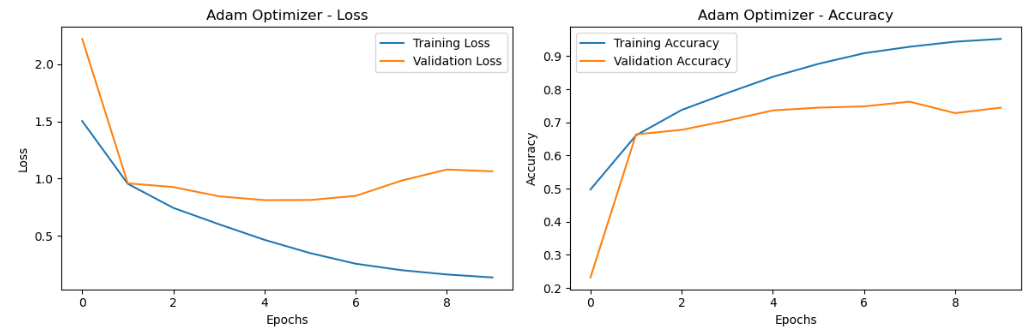 Adam Optimizer - Loss
Training Loss
Validation Loss
2.0
1.5
1.0
0.5
Loss
0
2
4
6
8
Epochs
Adam Optimizer - Accuracy
Training Accuracy
Validation Accuracy
0.9
0.8
0.7
0.6
0.5
0.4
0.3
0.2
Accuracy
0
2
4
6
8
Epochs